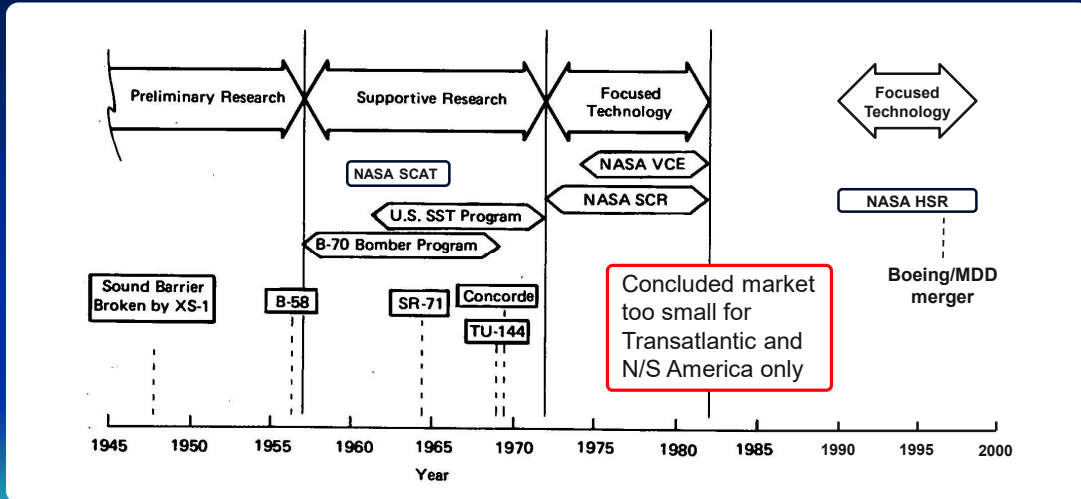 Preliminary Research
Supportive Research
Focused
Technology
Focused
Technology
NASA VCE
NASA SCAT
NASA SCR
NASA HSR
U.S. SST Program
B-70 Bomber Program
Sound Barrier
Broken by XS-1
B-58
SR-71
Concorde
TU-144
Concluded market
too small for
Transatlantic and
N/S America only
Boeing/MDD
merger
1945 1950 1955 1960 1965 1970 1975 1980 1985 1990 1995 2000
Year